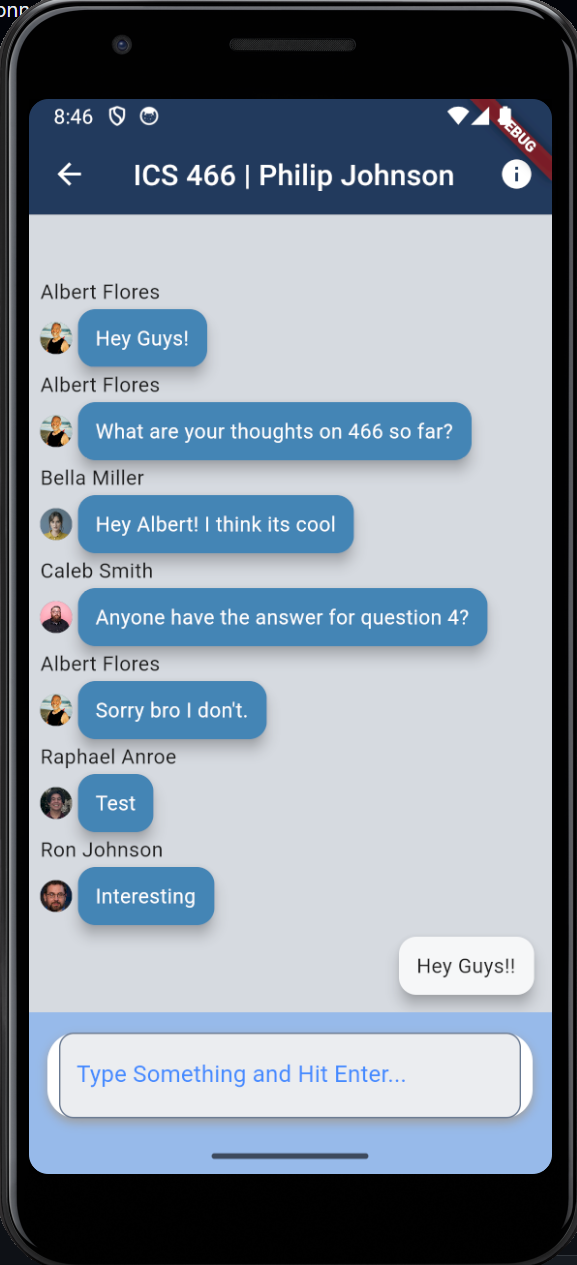 8:46
ICS 466 | Philip Johnson
Albert Flores
Hey Guys!
Albert Flores
What are your thoughts on 466 so far?
Bella Miller
Hey Albert! I think its cool
Caleb Smith
Anyone have the answer for question 4?
Albert Flores
Sorry bro I don't.
Raphael Anroe
Test
Ron Johnson
Interesting
Hey Guys!!
Type Something and Hit Enter...